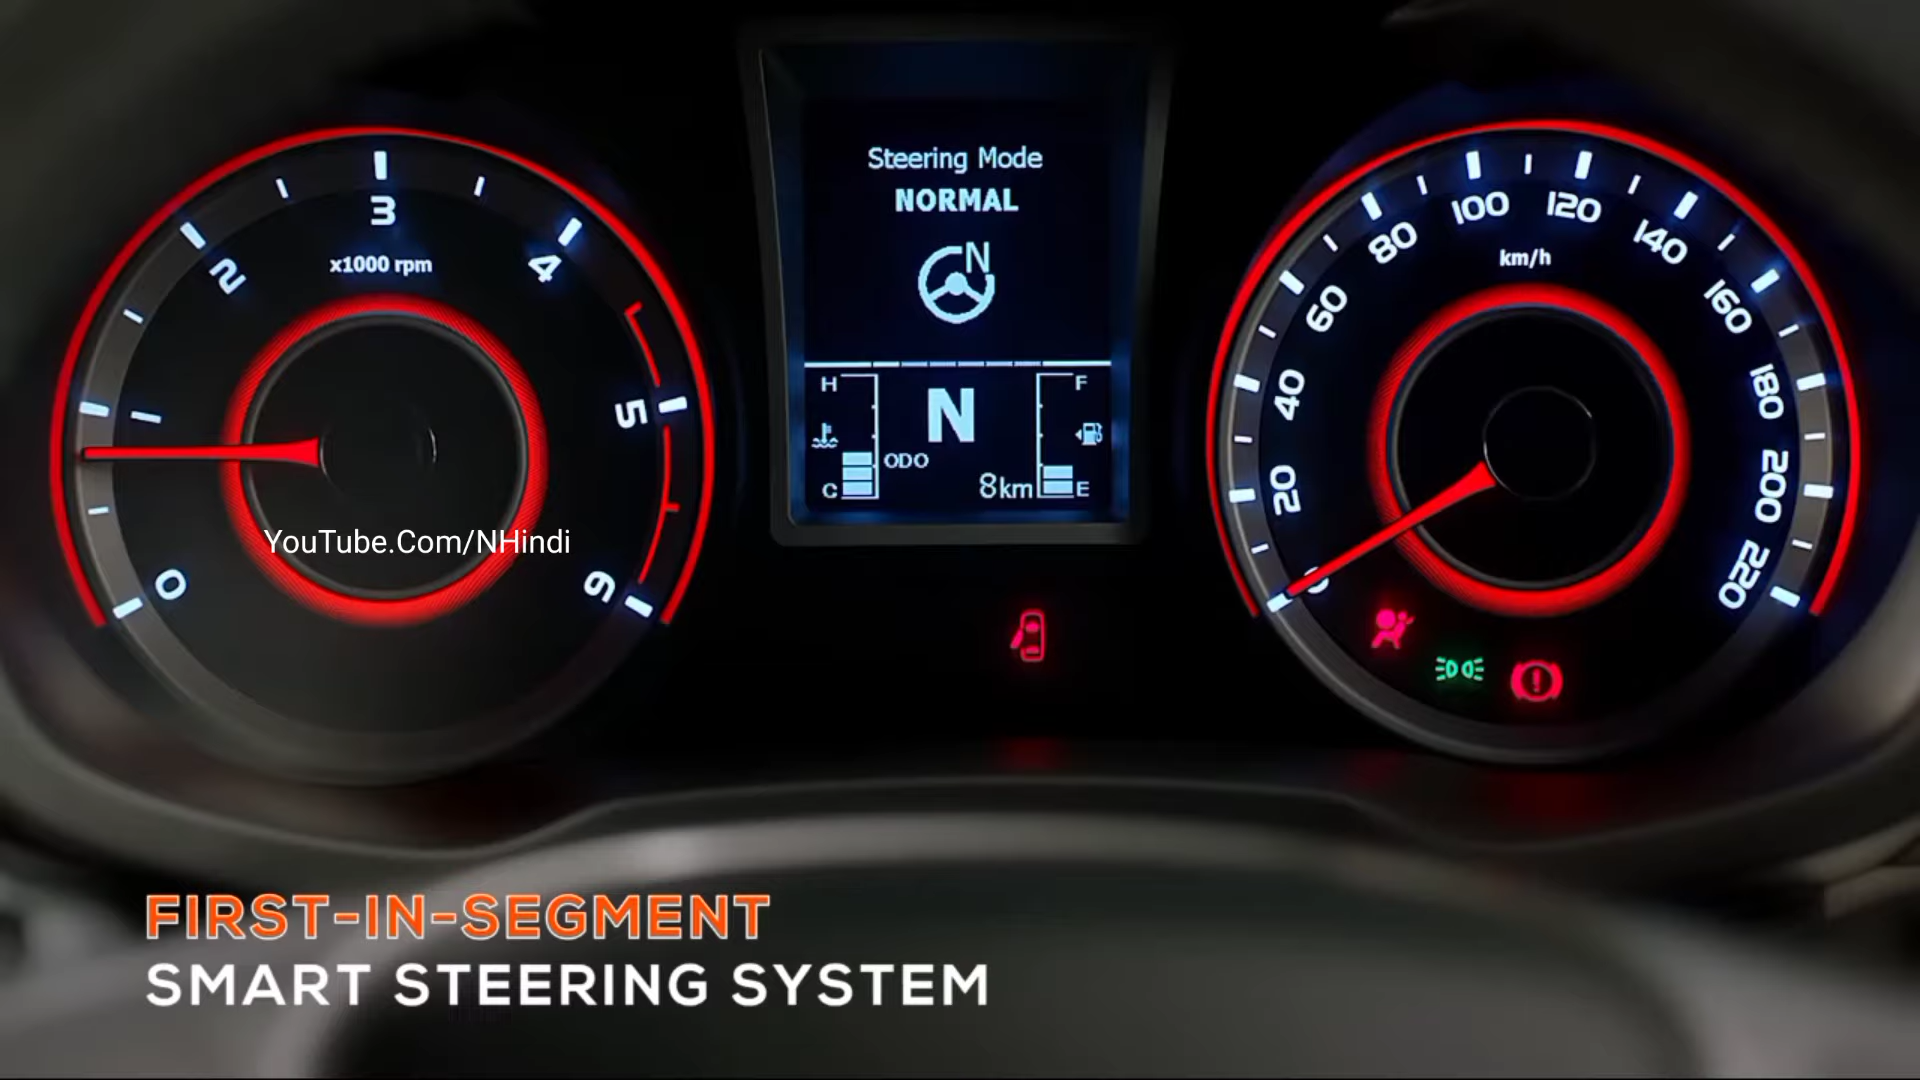 3
2
4
x1000 rpm
5
0
6
YouTube.Com/NHindi
Steering Mode
NORMAL
N
H
N
F
ODO
8km
C
E
100
120
80
140
km/h
60
160
40
180
20
200
0
220
FIRST-IN-SEGMENT
SMART STEERING SYSTEM